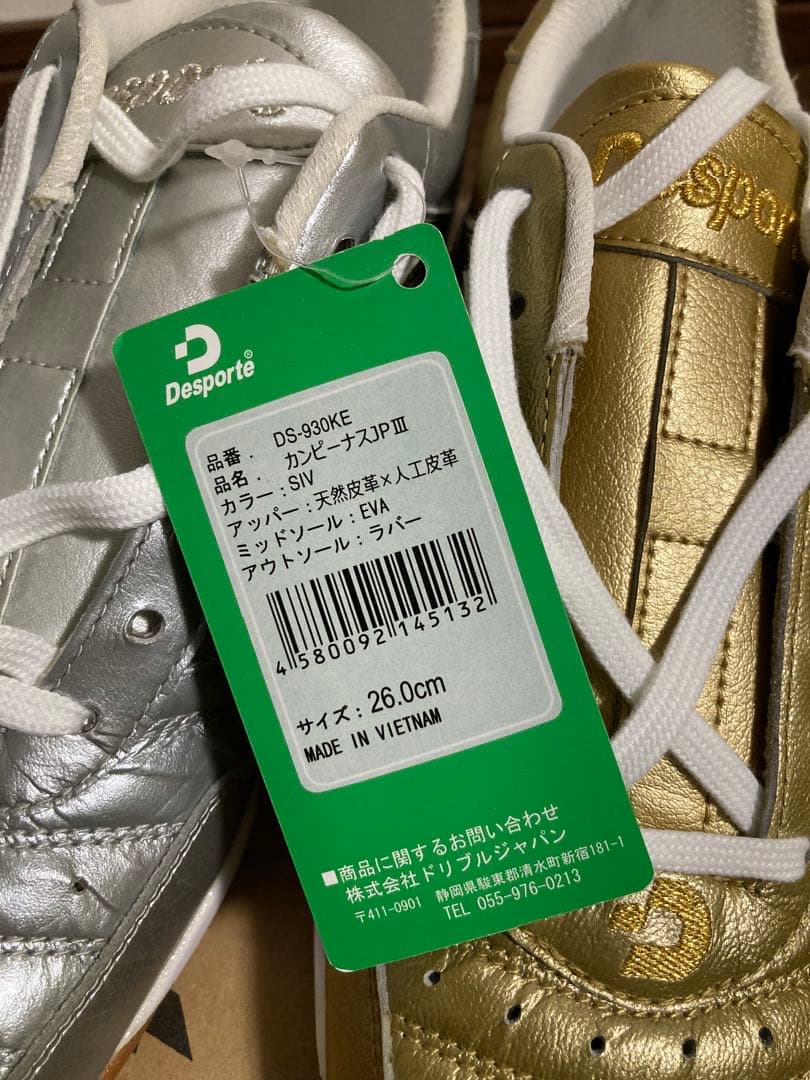 Desporte
Desporte®
品番. DS-930KE
品名. カンピーナスJPⅢ
カラー：SIV
アッパー：天然皮革×人工皮革
ミッドソール：EVA
アウトソール：ラバー
4 580092 145132
サイズ：26.0cm
MADE IN VIETNAM
■商品に関するお問い合わせ
株式会社ドリブルジャパン
〒411-0901 静岡県駿東郡清水町新宿181-1
TEL 055-976-0213